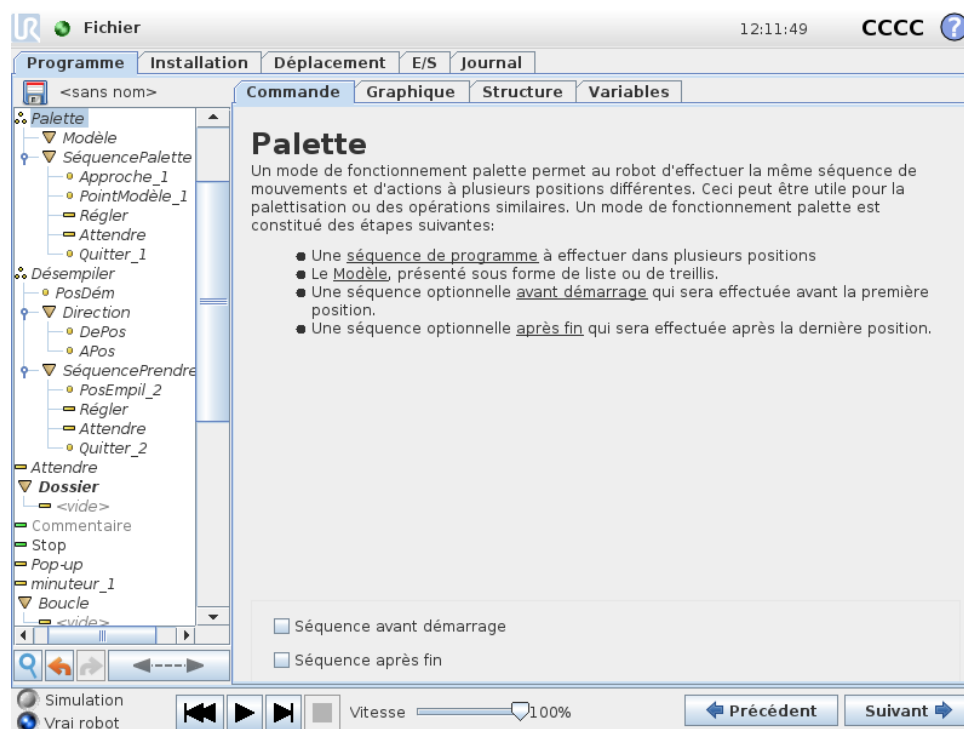 UR Fichier 12:11:49 CCCC ?
Programme Installation Déplacement E/S Journal
<sans nom>
Commande Graphique Structure Variables
Palette
Modèle
SéquencePalette
Approche_1
PointModèle_1
Régler
Attendre
Quitter_1
Désempiler
PosDém
Direction
DePos
APos
SéquencePrendre
PosEmpil_2
Régler
Attendre
Quitter_2
Attendre
Dossier
<vide>
Commentaire
Stop
Pop-up
minuteur_1
Boucle
<vide>
Palette
Un mode de fonctionnement palette permet au robot d'effectuer la même séquence de
mouvements et d'actions à plusieurs positions différentes. Ceci peut être utile pour la
palettisation ou des opérations similaires. Un mode de fonctionnement palette est
constitué des étapes suivantes:
● Une séquence de programme à effectuer dans plusieurs positions
● Le Modèle, présenté sous forme de liste ou de treillis.
● Une séquence optionnelle avant démarrage qui sera effectuée avant la première
position.
● Une séquence optionnelle après fin qui sera effectuée après la dernière position.
Séquence avant démarrage
Séquence après fin
Simulation
Vrai robot
Vitesse 100%
Précédent Suivant